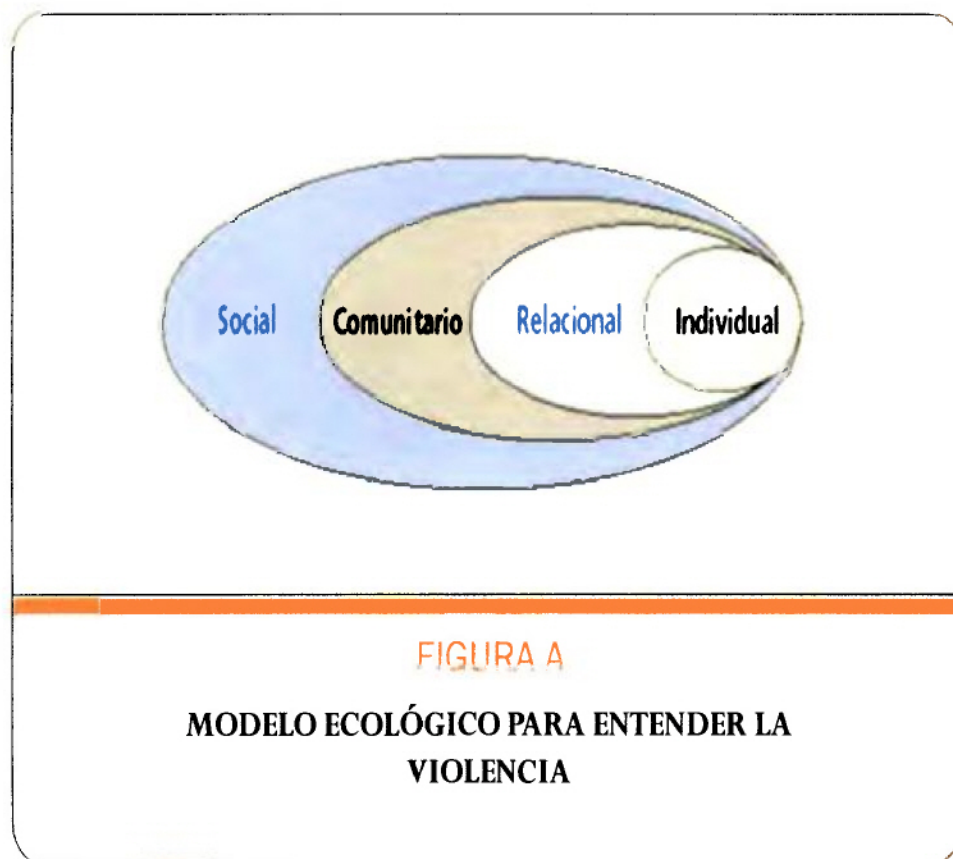 Social Comunitario Relacional Individual
FIGURA A
MODELO ECOLÓGICO PARA ENTENDER LA
VIOLENCIA